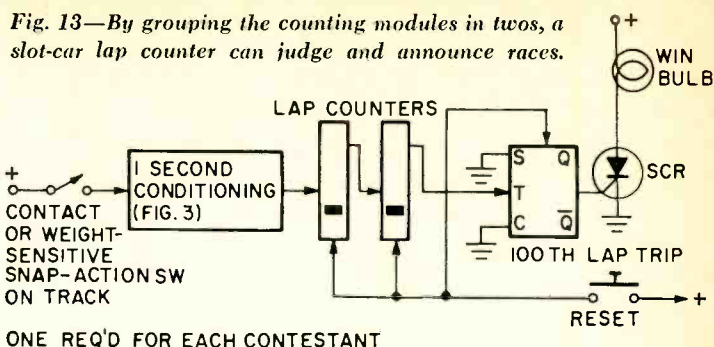 Fig. 13—By grouping the counting modules in twos, a
slot-car lap counter can judge and announce races.
+
WIN
BULB
LAP COUNTERS
+
CONTACT
OR WEIGHT-
SENSITIVE
SNAP-ACTION SW
ON TRACK
1 SECOND
CONDITIONING
(FIG. 3)
S Q
T
C Q̅
SCR
100TH LAP TRIP
RESET
+
ONE REQ'D FOR EACH CONTESTANT